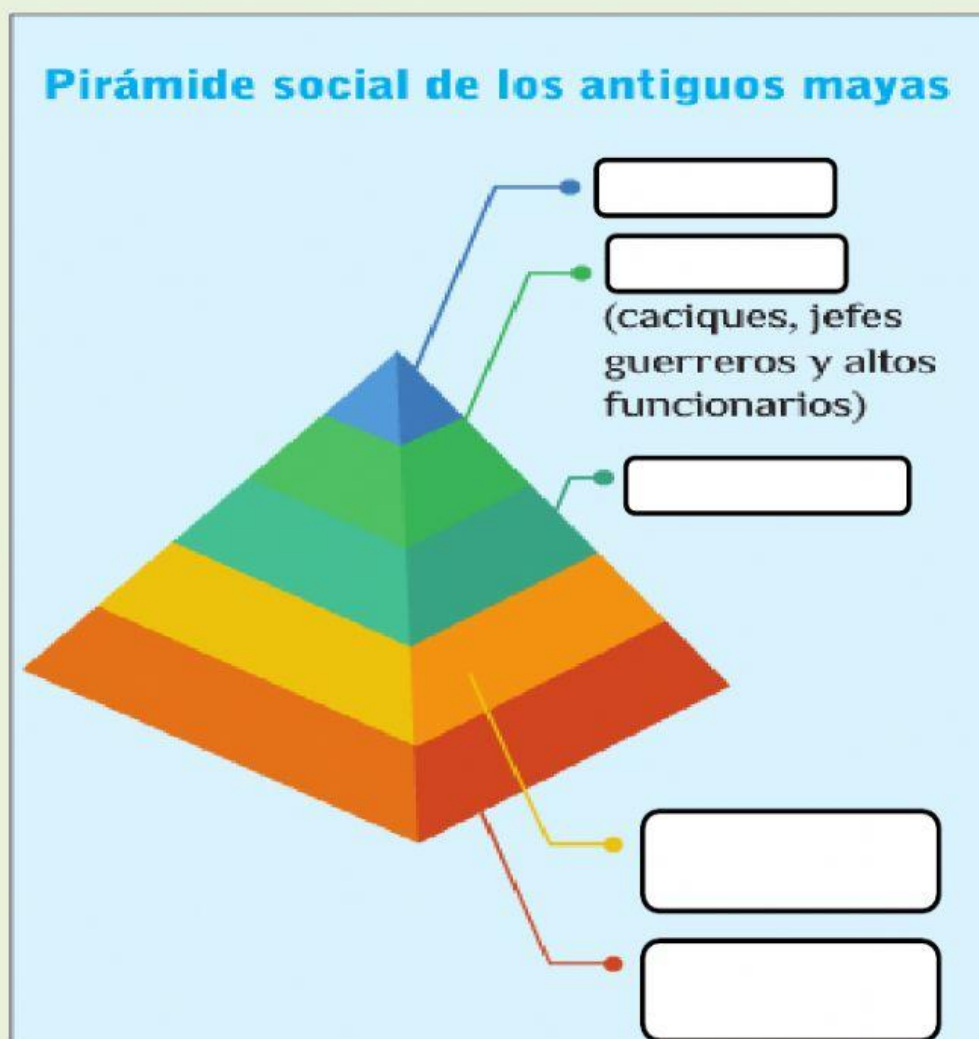 Pirámide social de los antiguos mayas
(caciques, jefes
guerreros y altos
funcionarios)